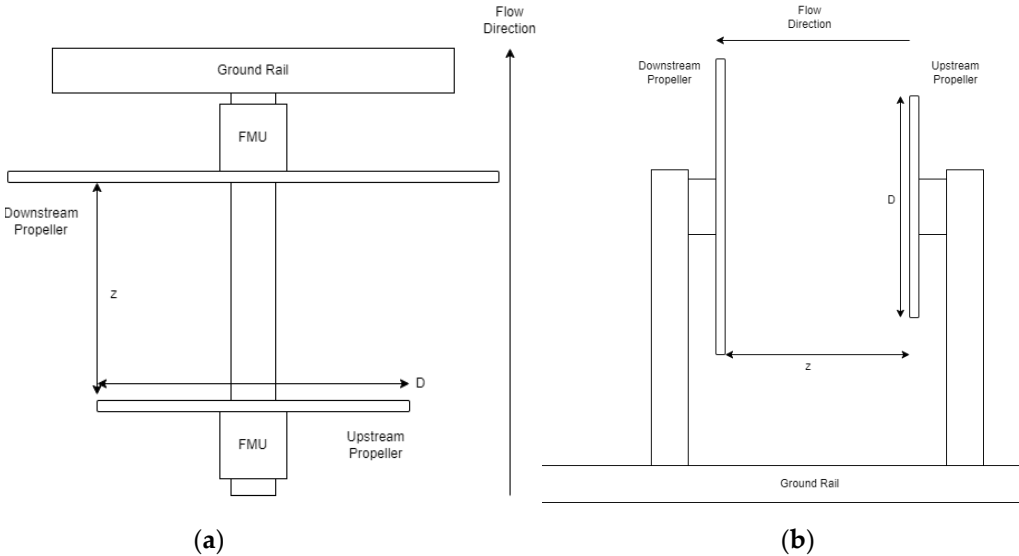 Flow
Direction
Ground Rail
FMU
Downstream
Propeller
z
D
FMU
Upstream
Propeller
(a)
Flow
Direction
Downstream
Propeller
Upstream
Propeller
D
z
Ground Rail
(b)